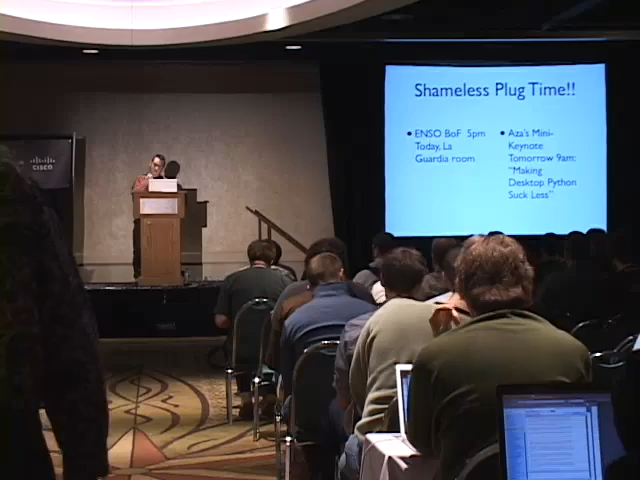 Shameless Plug Time!!
• ENSO BoF 5pm
Today, La
Guardia room
• Aza's Mini-
Keynote
Tomorrow 9am:
"Making
Desktop Python
Suck Less"
CISCO